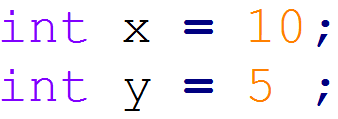 int x = 10;
int y = 5 ;